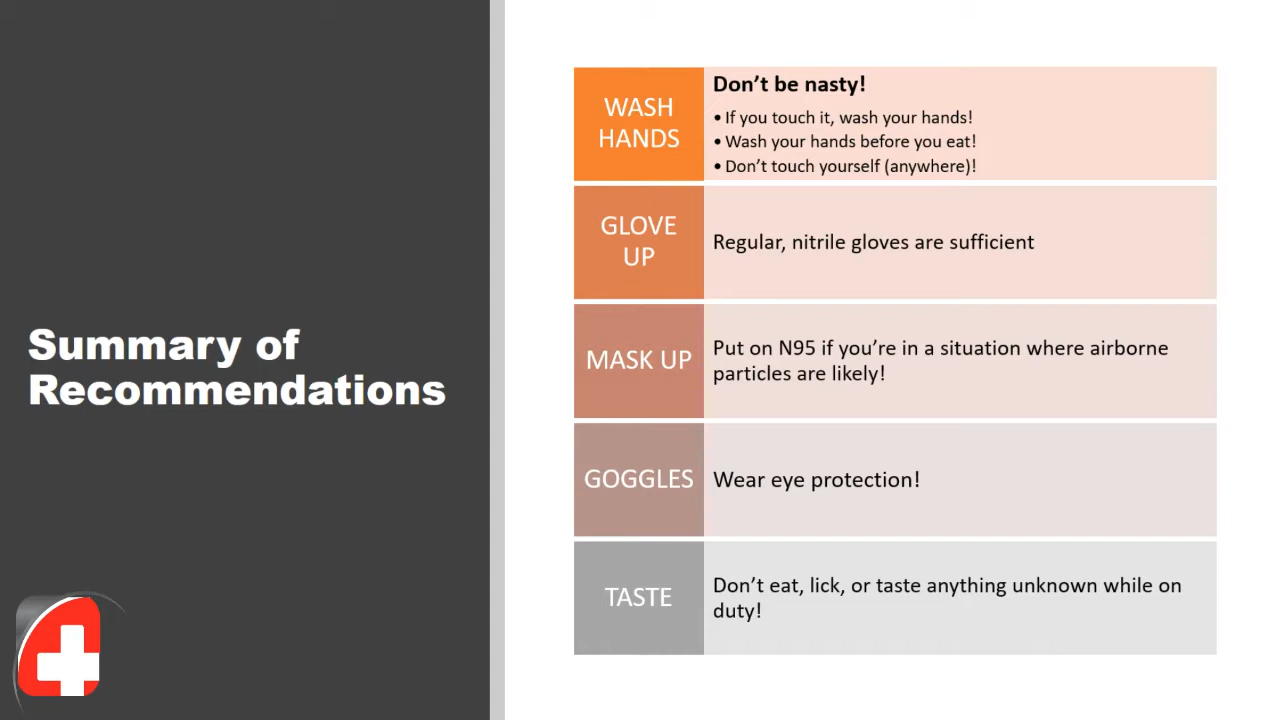 Summary of
Recommendations
WASH
HANDS
Don’t be nasty!
• If you touch it, wash your hands!
• Wash your hands before you eat!
• Don’t touch yourself (anywhere)!
GLOVE
UP
Regular, nitrile gloves are sufficient
MASK UP
Put on N95 if you’re in a situation where airborne
particles are likely!
GOGGLES
Wear eye protection!
TASTE
Don’t eat, lick, or taste anything unknown while on
duty!